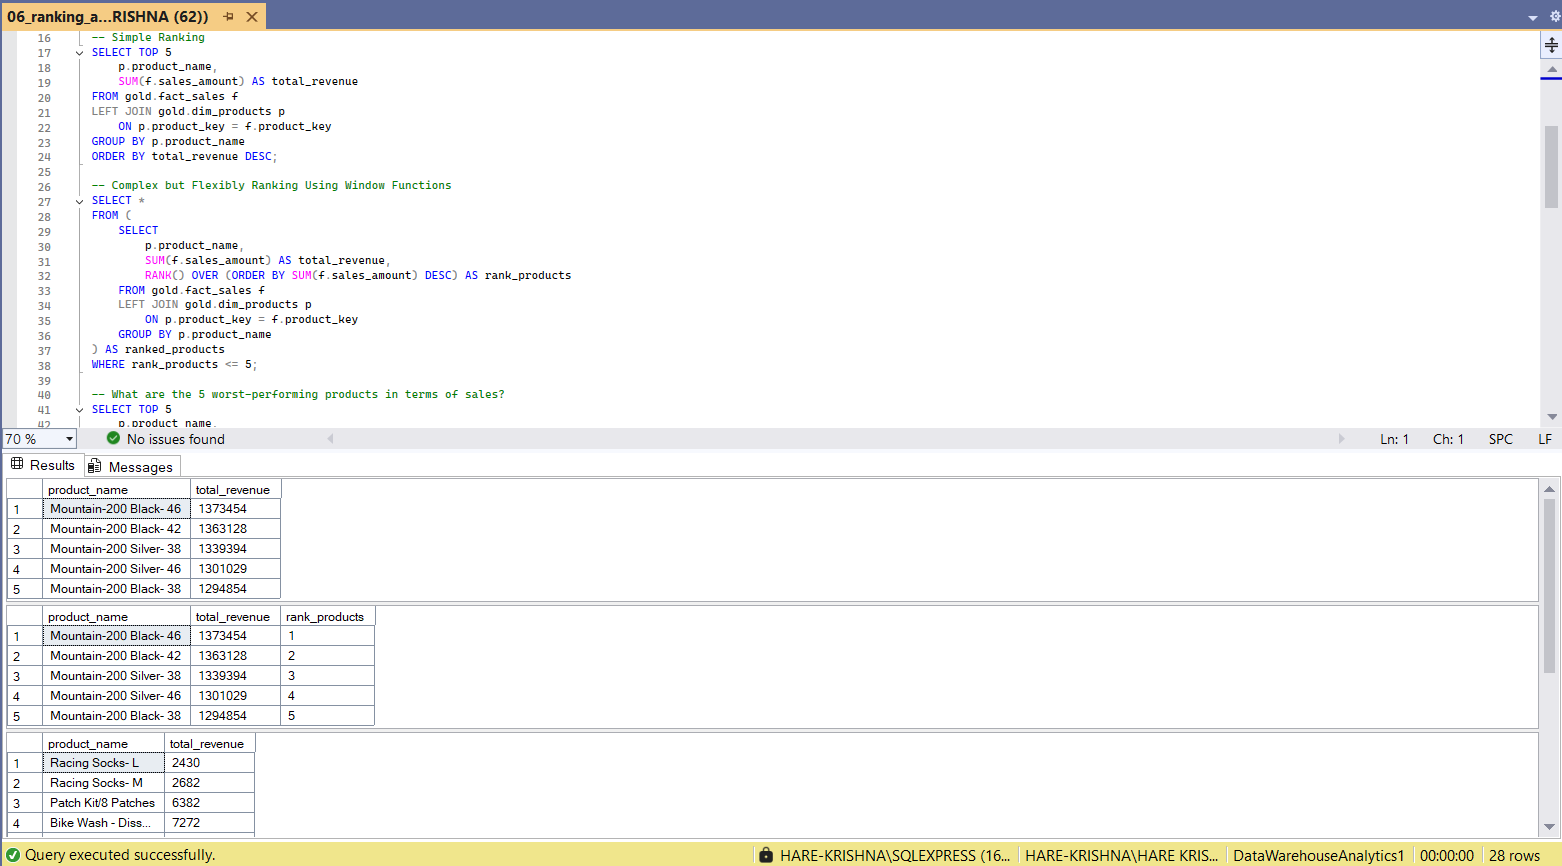 06_ranking_a...RISHNA (62))
16 -- Simple Ranking
17 SELECT TOP 5
18 p.product_name,
19 SUM(f.sales_amount) AS total_revenue
20 FROM gold.fact_sales f
21 LEFT JOIN gold.dim_products p
22 ON p.product_key = f.product_key
23 GROUP BY p.product_name
24 ORDER BY total_revenue DESC;
25
26 -- Complex but Flexibly Ranking Using Window Functions
27 SELECT *
28 FROM (
29 SELECT
30 p.product_name,
31 SUM(f.sales_amount) AS total_revenue,
32 RANK() OVER (ORDER BY SUM(f.sales_amount) DESC) AS rank_products
33 FROM gold.fact_sales f
34 LEFT JOIN gold.dim_products p
35 ON p.product_key = f.product_key
36 GROUP BY p.product_name
37 ) AS ranked_products
38 WHERE rank_products <= 5;
39
40 -- What are the 5 worst-performing products in terms of sales?
41 SELECT TOP 5
42 p.product_name,
70 % No issues found Ln: 1 Ch: 1 SPC LF
Results Messages
product_name total_revenue
1 Mountain-200 Black- 46 1373454
2 Mountain-200 Black- 42 1363128
3 Mountain-200 Silver- 38 1339394
4 Mountain-200 Silver- 46 1301029
5 Mountain-200 Black- 38 1294854
product_name total_revenue rank_products
1 Mountain-200 Black- 46 1373454 1
2 Mountain-200 Black- 42 1363128 2
3 Mountain-200 Silver- 38 1339394 3
4 Mountain-200 Silver- 46 1301029 4
5 Mountain-200 Black- 38 1294854 5
product_name total_revenue
1 Racing Socks- L 2430
2 Racing Socks- M 2682
3 Patch Kit/8 Patches 6382
4 Bike Wash - Diss... 7272
Query executed successfully. HARE-KRISHNA\SQLEXPRESS (16... HARE-KRISHNA\HARE KRIS... DataWarehouseAnalytics1 00:00:00 28 rows